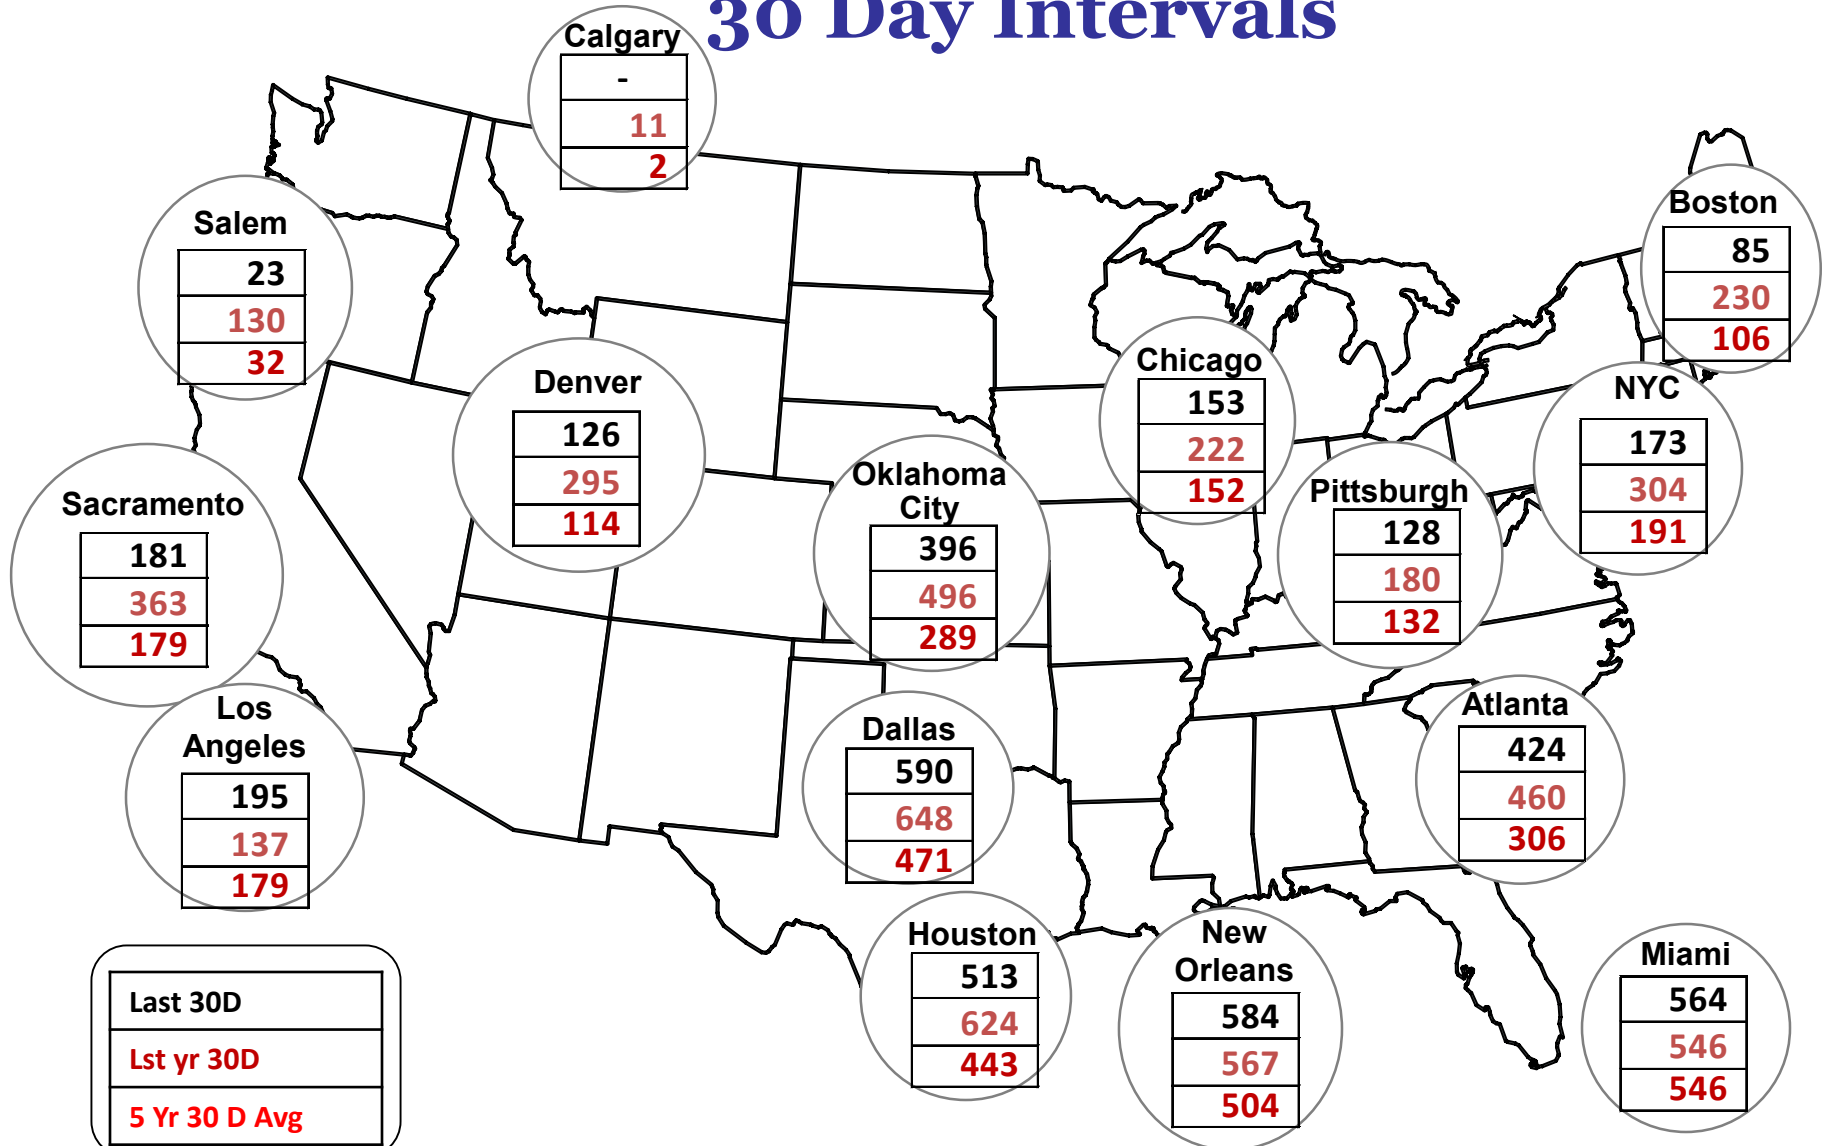 30 Day Intervals
Calgary
-
11
2
Salem
23
130
32
Boston
85
230
106
Denver
126
295
114
Chicago
153
222
152
NYC
173
304
191
Oklahoma
City
396
496
289
Pittsburgh
128
180
132
Sacramento
181
363
179
Los
Angeles
195
137
179
Dallas
590
648
471
Atlanta
424
460
306
Houston
513
624
443
New
Orleans
584
567
504
Miami
564
546
546
Last 30D
Lst yr 30D
5 Yr 30 D Avg